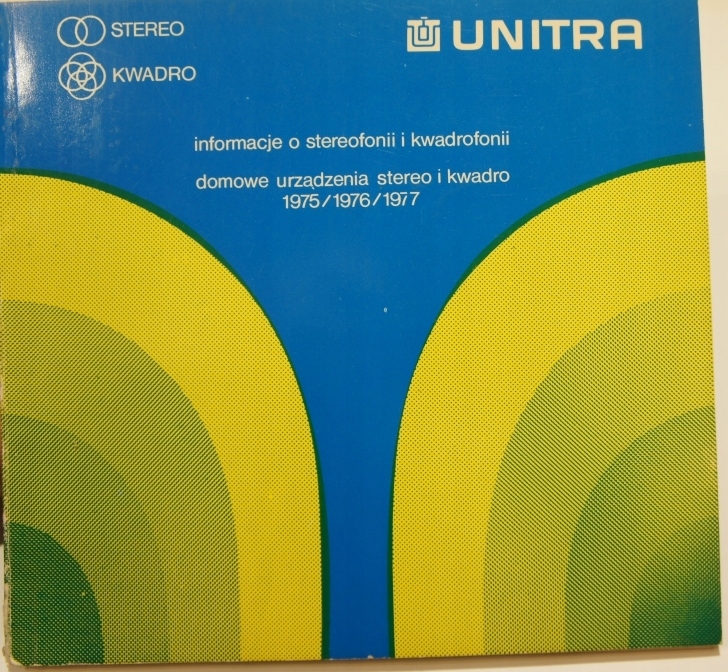 STEREO
UNITRA
KWADRO
informacje o stereofonii i kwadrofonii
domowe urządzenia stereo i kwadro
1975/1976/1977